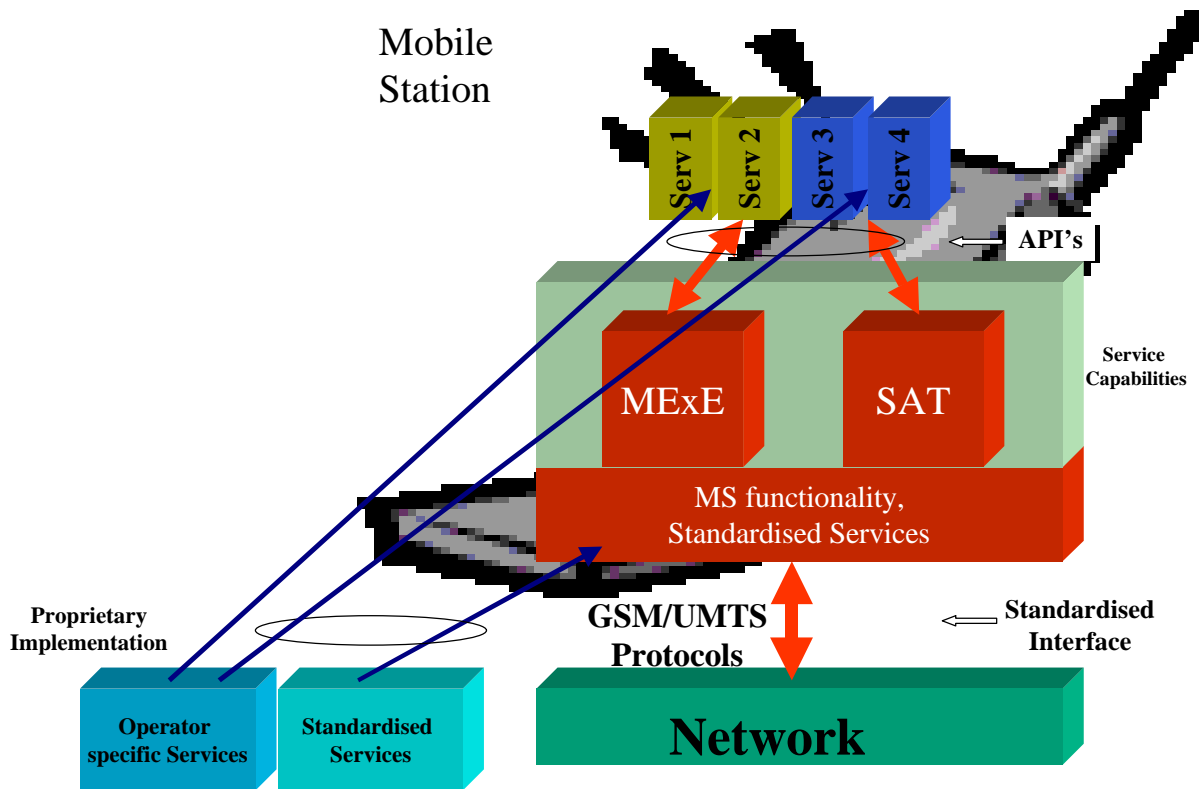 Mobile
Station
Serv 1
Serv 2
Serv 3
Serv 4
API's
MExE
SAT
Service
Capabilities
MS functionality,
Standardised Services
Proprietary
Implementation
GSM/UMTS
Protocols
Standardised
Interface
Operator
specific Services
Standardised
Services
Network